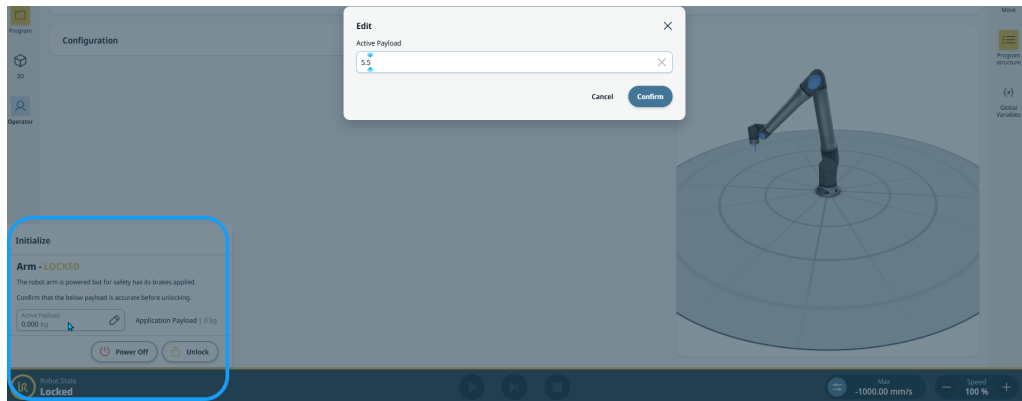 Program
3D
Operator
Configuration
Edit
Active Payload
5.5
Cancel
Confirm
Move
Program
structure
{x}
Global
Variables
Initialize
Arm - LOCKED
The robot arm is powered but for safety has its brakes applied.
Confirm that the below payload is accurate before unlocking.
Active Payload
0.000 kg
Application Payload | 0 kg
Power Off
Unlock
Robot State
Locked
Max
-1000.00 mm/s
Speed
100 %